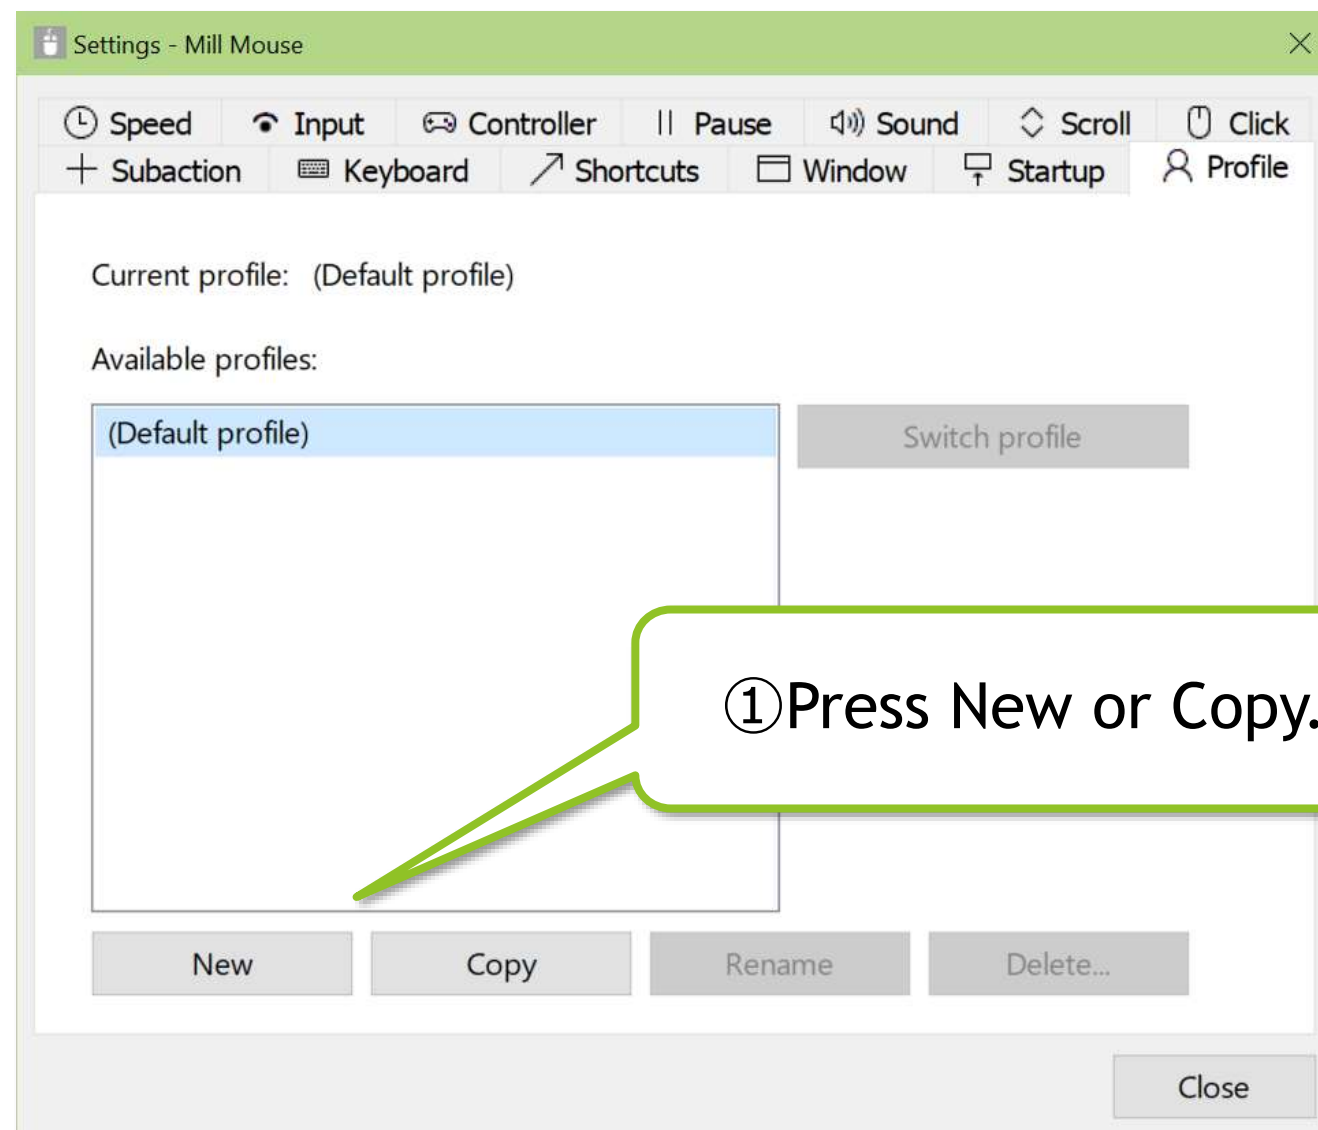 Settings - Mill Mouse
Speed Input Controller Pause Sound Scroll Click
Subaction Keyboard Shortcuts Window Startup Profile
Current profile: (Default profile)
Available profiles:
(Default profile)
Switch profile
①Press New or Copy.
New Copy Rename Delete...
Close